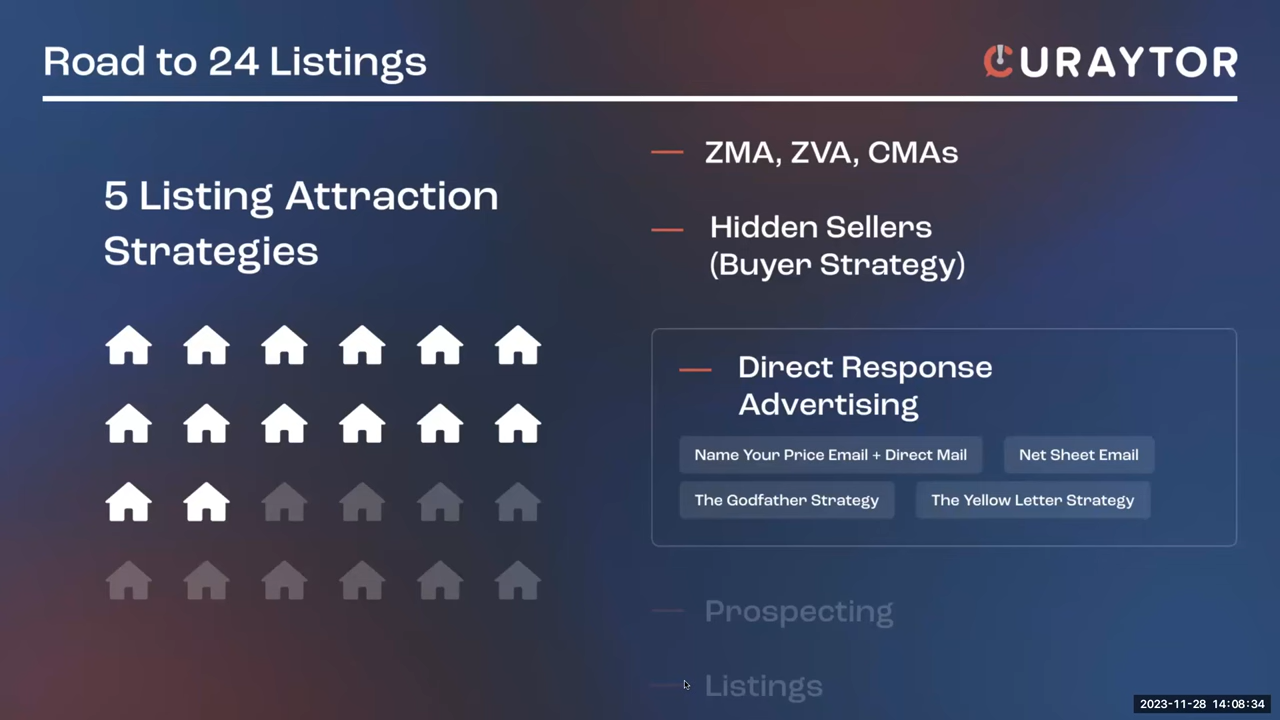 Road to 24 Listings
CURAYTOR
5 Listing Attraction
Strategies
ZMA, ZVA, CMAs
Hidden Sellers
(Buyer Strategy)
Direct Response
Advertising
Name Your Price Email + Direct Mail
Net Sheet Email
The Godfather Strategy
The Yellow Letter Strategy
Prospecting
Listings
2023-11-28 14:08:34